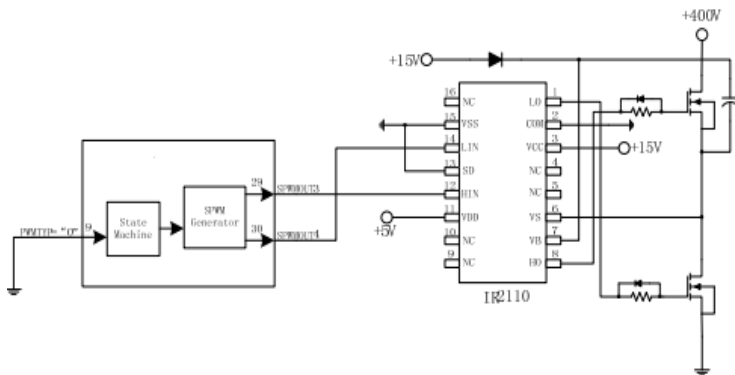 +400V
+15V
16 NC
15 VSS
14 LIN
13 SD
12 HIN
11 VDD
10 NC
9 NC
LO 1
COM 2
VCC 3
NC 4
NC 5
VS 6
VB 7
HO 8
+15V
+5V
IR2110
PWMTYP= "0" 9
State
Machine
SPWM
Generator
29 SPWMOUT3
30 SPWMOUT4